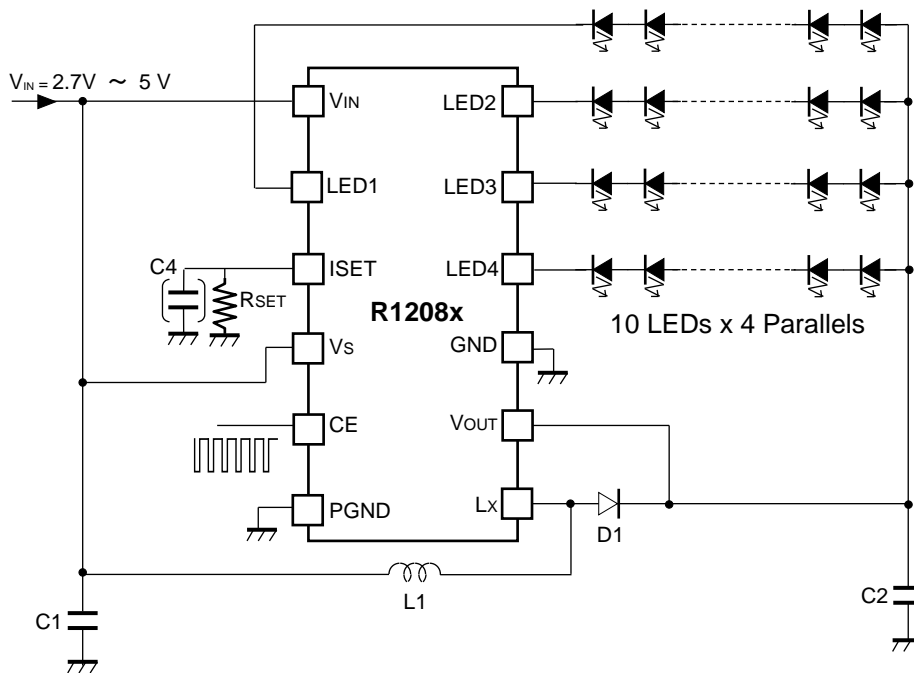 VIN = 2.7V ～ 5 V
VIN
LED1
ISET
VS
CE
PGND
LED2
LED3
LED4
GND
VOUT
LX
R1208x
C4
RSET
10 LEDs x 4 Parallels
D1
L1
C1
C2